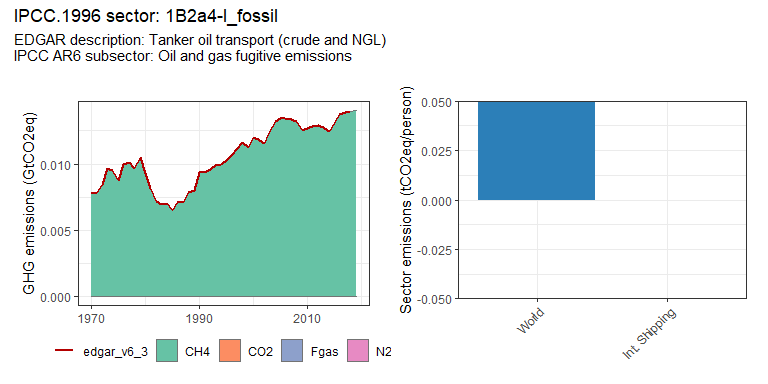 IPCC.1996 sector: 1B2a4-l_fossil
EDGAR description: Tanker oil transport (crude and NGL)
IPCC AR6 subsector: Oil and gas fugitive emissions
GHG emissions (GtCO2eq)
0.010
0.005
0.000
1970
1990
2010
edgar_v6_3
CH4
CO2
Fgas
N2
Sector emissions (tCO2eq/person)
0.050
0.025
0.000
-0.025
-0.050
World
Int. Shipping